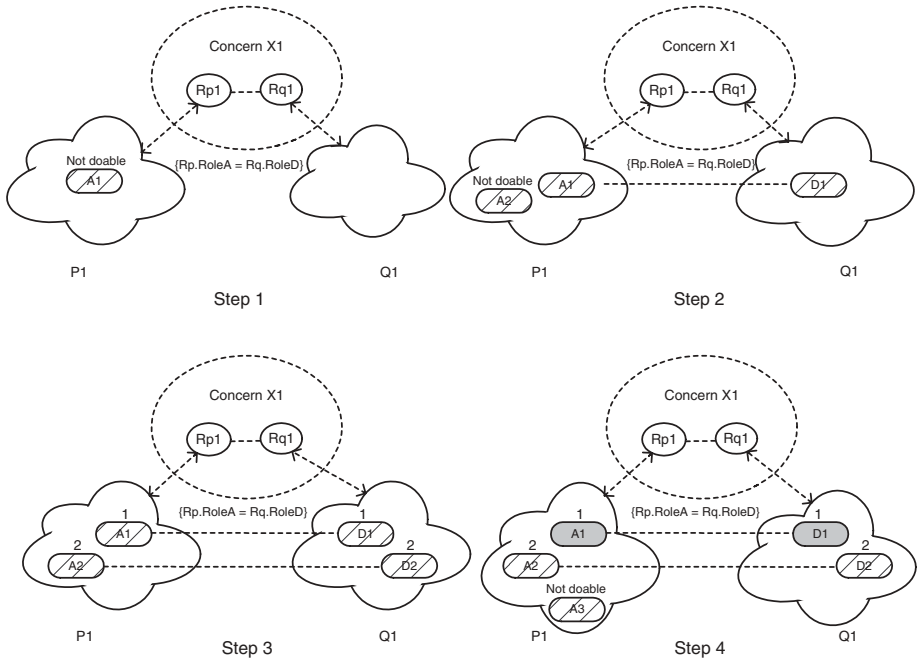 Concern X1
Rp1
Rq1
Not doable
A1
{Rp.RoleA = Rq.RoleD}
P1
Q1
Step 1
Concern X1
Rp1
Rq1
{Rp.RoleA = Rq.RoleD}
Not doable
A1
D1
A2
P1
Q1
Step 2
Concern X1
Rp1
Rq1
{Rp.RoleA = Rq.RoleD}
1
1
A1
D1
2
2
A2
D2
P1
Q1
Step 3
Concern X1
Rp1
Rq1
{Rp.RoleA = Rq.RoleD}
1
1
A1
D1
2
2
A2
D2
Not doable
A3
P1
Q1
Step 4